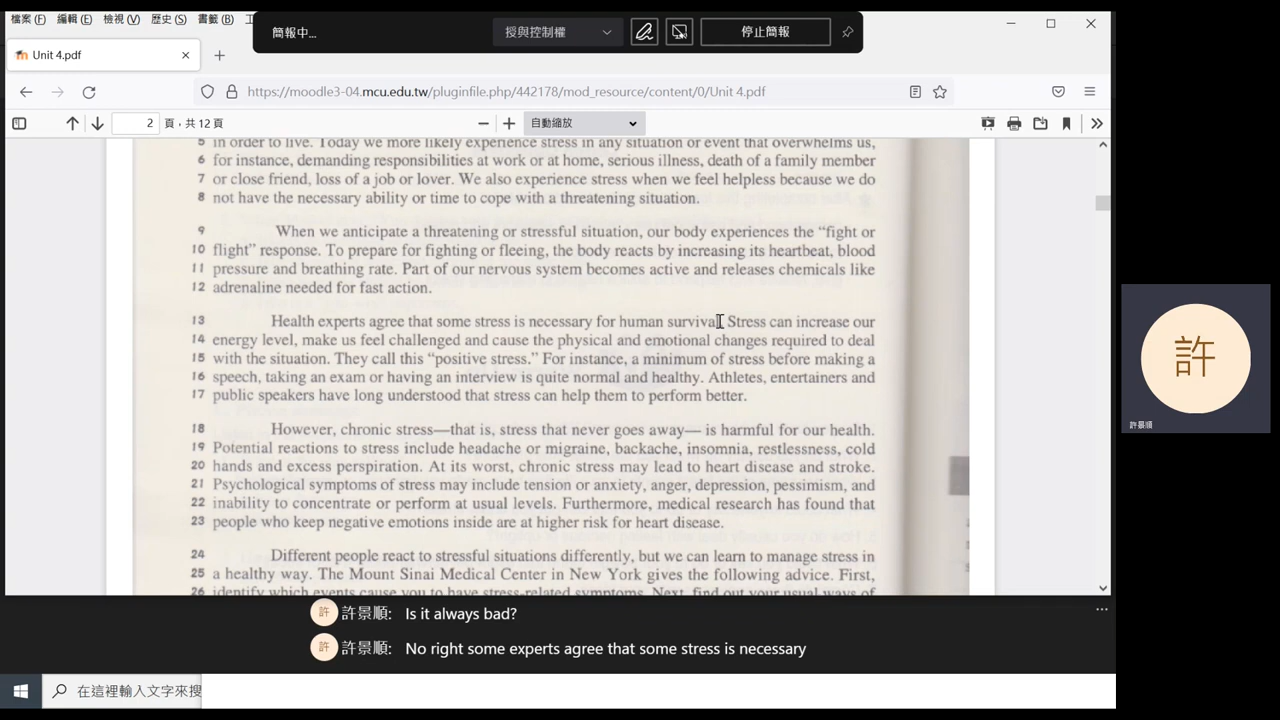 檔案(F) 編輯(E) 檢視(V) 歷史(S) 書籤(B)
簡報中...
授與控制權
停止簡報
Unit 4.pdf
https://moodle3-04.mcu.edu.tw/pluginfile.php/442178/mod_resource/content/0/Unit 4.pdf
2 頁，共 12 頁
自動縮放
5 in order to live. Today we more likely experience stress in any situation or event that overwhelms us,
6 for instance, demanding responsibilities at work or at home, serious illness, death of a family member
7 or close friend, loss of a job or lover. We also experience stress when we feel helpless because we do
8 not have the necessary ability or time to cope with a threatening situation.
9 When we anticipate a threatening or stressful situation, our body experiences the “fight or
10 flight” response. To prepare for fighting or fleeing, the body reacts by increasing its heartbeat, blood
11 pressure and breathing rate. Part of our nervous system becomes active and releases chemicals like
12 adrenaline needed for fast action.
13 Health experts agree that some stress is necessary for human survival. Stress can increase our
14 energy level, make us feel challenged and cause the physical and emotional changes required to deal
15 with the situation. They call this “positive stress.” For instance, a minimum of stress before making a
16 speech, taking an exam or having an interview is quite normal and healthy. Athletes, entertainers and
17 public speakers have long understood that stress can help them to perform better.
18 However, chronic stress—that is, stress that never goes away— is harmful for our health.
19 Potential reactions to stress include headache or migraine, backache, insomnia, restlessness, cold
20 hands and excess perspiration. At its worst, chronic stress may lead to heart disease and stroke.
21 Psychological symptoms of stress may include tension or anxiety, anger, depression, pessimism, and
22 inability to concentrate or perform at usual levels. Furthermore, medical research has found that
23 people who keep negative emotions inside are at higher risk for heart disease.
24 Different people react to stressful situations differently, but we can learn to manage stress in
25 a healthy way. The Mount Sinai Medical Center in New York gives the following advice. First,
26 identify which events cause you to have stress-related symptoms. Next, find out your usual ways of
許
許景順
許 許景順: Is it always bad?
許 許景順: No right some experts agree that some stress is necessary
在這裡輸入文字來搜